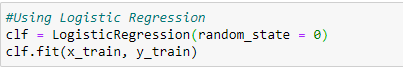 #Using Logistic Regression
clf = LogisticRegression(random_state = 0)
clf.fit(x_train, y_train)